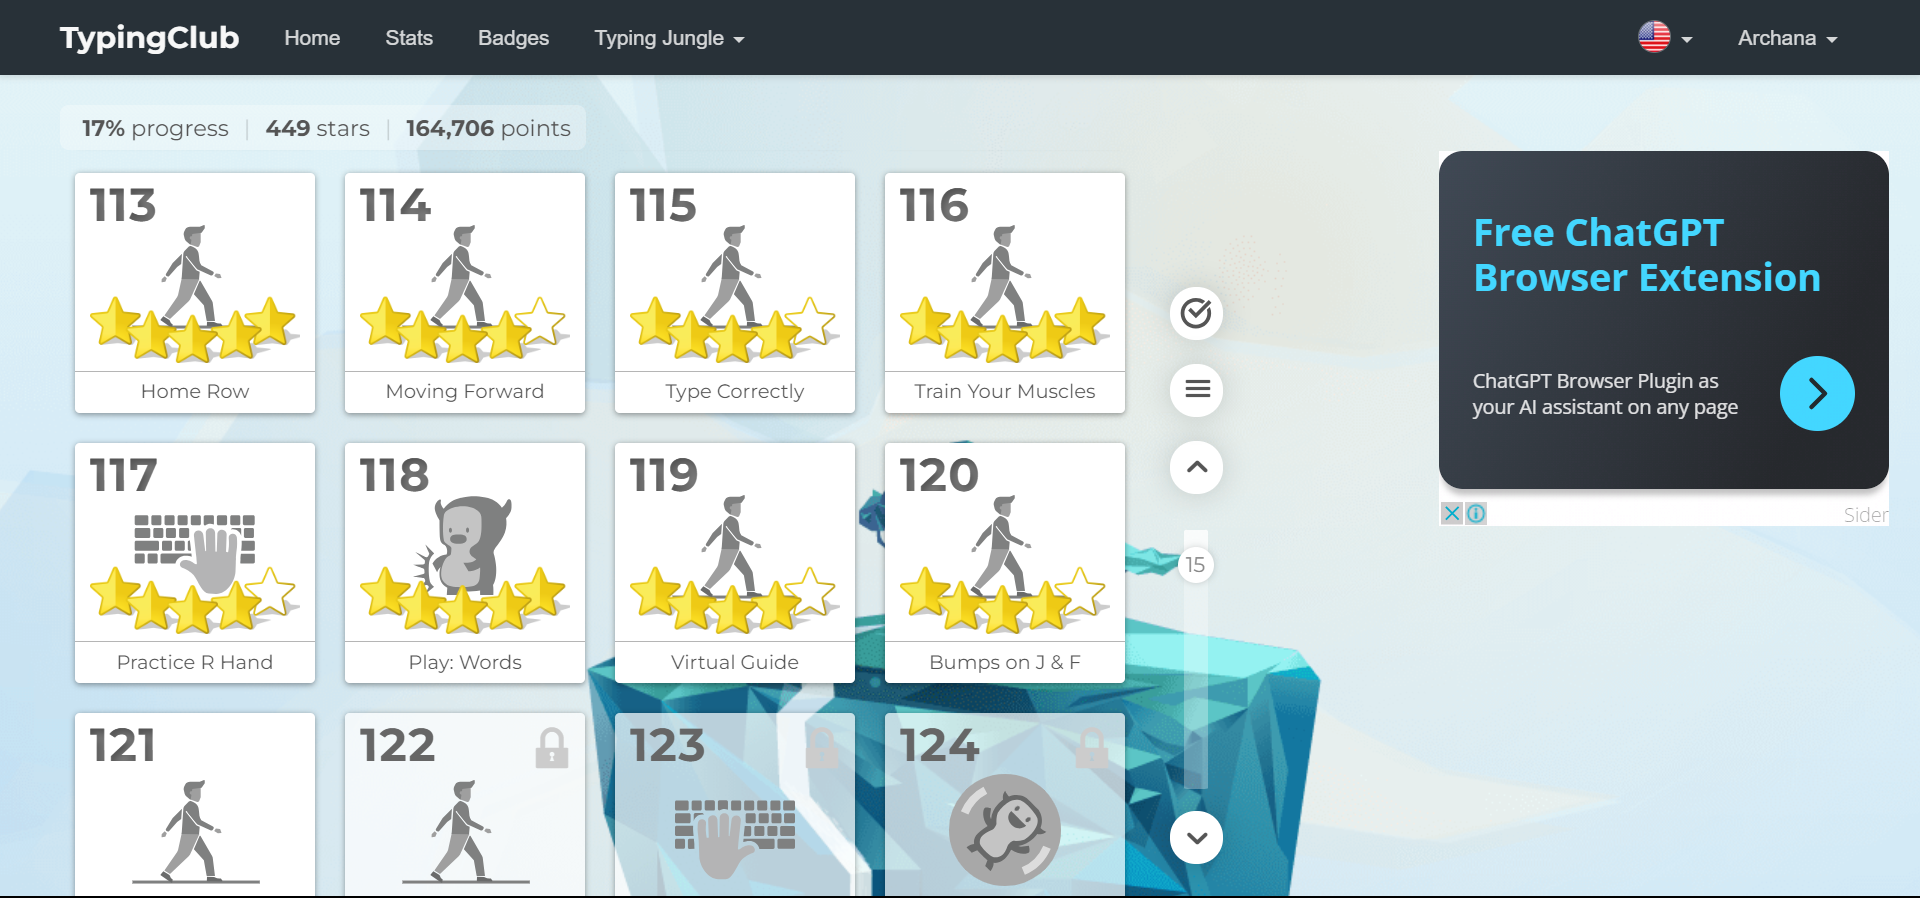 TypingClub Home Stats Badges Typing Jungle Archana
17% progress | 449 stars | 164,706 points
113 114 115 116
Home Row Moving Forward Type Correctly Train Your Muscles
117 118 119 120
Practice R Hand Play: Words Virtual Guide Bumps on J & F
121 122 123 124
15
Free ChatGPT
Browser Extension
ChatGPT Browser Plugin as
your AI assistant on any page
Sider